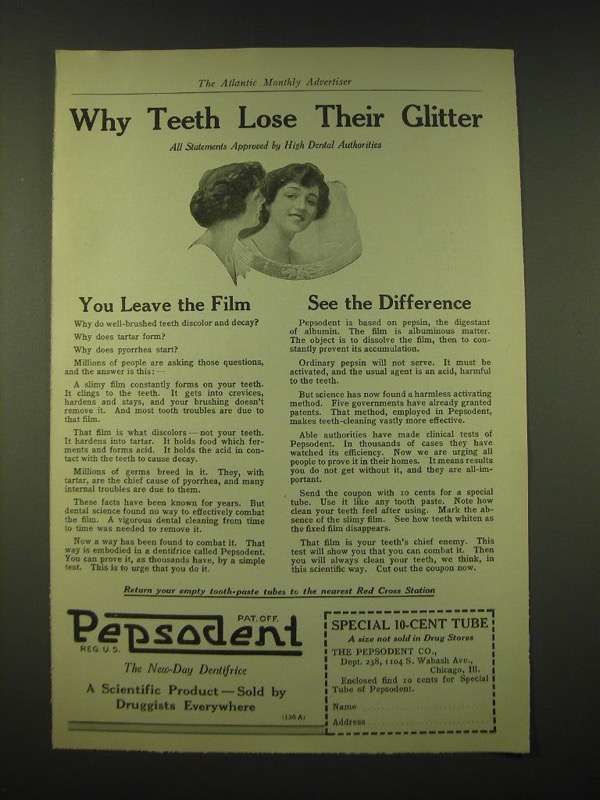 The Atlantic Monthly Advertiser
Why Teeth Lose Their Glitter
All Statements Approved by High Dental Authorities
You Leave the Film
Why do well-brushed teeth discolor and decay?
Why does tartar form?
Why does pyorrhea start?
Millions of people are asking those questions,
and the answer is this:—
A slimy film constantly forms on your teeth.
It clings to the teeth. It gets into crevices,
hardens and stays, and your brushing doesn't
remove it. And most tooth troubles are due to
that film.
That film is what discolors—not your teeth.
It hardens into tartar. It holds food which fer-
ments and forms acid. It holds the acid in con-
tact with the teeth to cause decay.
Millions of germs breed in it. They, with
tartar, are the chief cause of pyorrhea, and many
internal troubles are due to them.
These facts have been known for years. But
dental science found no way to effectively combat
the film. A vigorous dental cleaning from time
to time was needed to remove it.
Now a way has been found to combat it. That
way is embodied in a dentifrice called Pepsodent.
You can prove it, as thousands have, by a simple
test. This is to urge that you do it.
See the Difference
Pepsodent is based on pepsin, the digestant
of albumin. The film is albuminous matter.
The object is to dissolve the film, then to con-
stantly prevent its accumulation.
Ordinary pepsin will not serve. It must be
activated, and the usual agent is an acid, harmful
to the teeth.
But science has now found a harmless activating
method. Five governments have already granted
patents. That method, employed in Pepsodent,
makes teeth-cleaning vastly more effective.
Able authorities have made clinical tests of
Pepsodent. In thousands of cases they have
watched its efficiency. Now we are urging all
people to prove it in their homes. It means results
you do not get without it, and they are all-im-
portant.
Send the coupon with 10 cents for a special
tube. Use it like any tooth paste. Note how
clean your teeth feel after using. Mark the ab-
sence of the slimy film. See how teeth whiten as
the fixed film disappears.
That film is your teeth's chief enemy. This
test will show you that you can combat it. Then
you will always clean your teeth, we think, in
this scientific way. Cut out the coupon now.
Return your empty tooth-paste tubes to the nearest Red Cross Station
PAT. OFF.
Pepsodent
REG. U.S.
The New-Day Dentifrice
A Scientific Product—Sold by
Druggists Everywhere
(136 A)
SPECIAL 10-CENT TUBE
A size not sold in Drug Stores
THE PEPSODENT CO.,
Dept. 238, 1104 S. Wabash Ave.,
Chicago, Ill.
Enclosed find 10 cents for Special
Tube of Pepsodent.
Name
Address